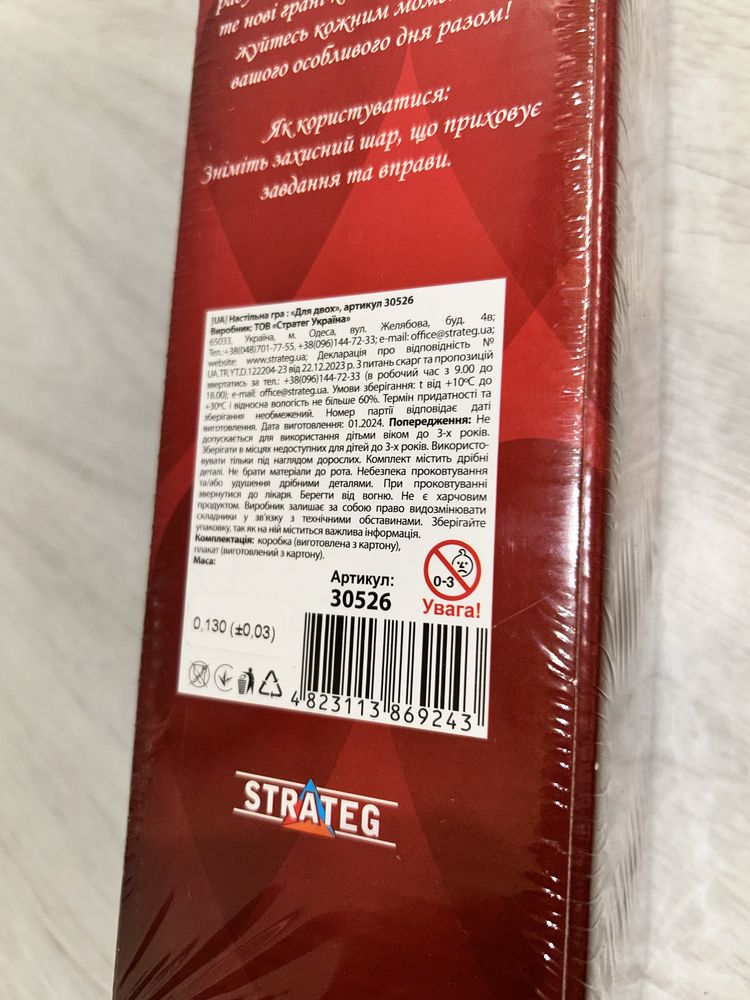 те нові грані
жуйтесь кожним
вашого особливого дня разом!
Як користуватися:
Зніміть захисний шар, що приховує
завдання та вправи.
[UA] Настільна гра : «Для двох», артикул 30526
Виробник: ТОВ «Стратег Україна»
65033, Україна, м. Одеса, вул. Желябова, буд. 4в;
Тел.:+38(048)701-77-55, +38(096)144-72-33; e-mail: office@strateg.ua;
website: www.strateg.ua; Декларація про відповідність №
UA.TR.YT.D.122204-23 від 22.12.2023 р. З питань скарг та пропозицій
звертатись за тел.: +38(096)144-72-33 (в робочий час з 9.00 до
18.00); e-mail: office@strateg.ua. Умови зберігання: t від +10ºС до
+30ºС і відносна вологість не більше 60%. Термін придатності та
зберігання необмежений. Номер партії відповідає даті
виготовлення. Дата виготовлення: 01.2024. Попередження: Не
допускається для використання дітьми віком до 3-х років.
Зберігати в місцях недоступних для дітей до 3-х років. Використо-
вувати тільки під наглядом дорослих. Комплект містить дрібні
деталі. Не брати матеріали до рота. Небезпека проковтування
та/або удушення дрібними деталями. При проковтуванні
звернутися до лікаря. Берегти від вогню. Не є харчовим
продуктом. Виробник залишає за собою право видозмінювати
складники у зв'язку з технічними обставинами. Зберігайте
упаковку, так як на ній міститься важлива інформація.
Комплектація: коробка (виготовлена з картону),
плакат (виготовлений з картону).
Маса:
0,130 (±0,03)
Артикул:
30526
0-3
Увага!
4 823113 869243
STRATEG